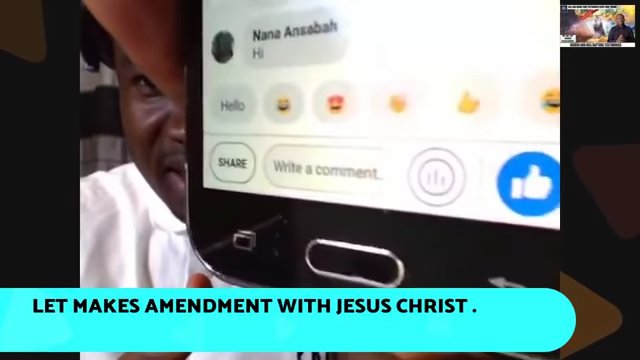 Nana Ansabah
Hi
Hello
SHARE
Write a comment.
LET MAKES AMENDMENT WITH JESUS CHRIST .